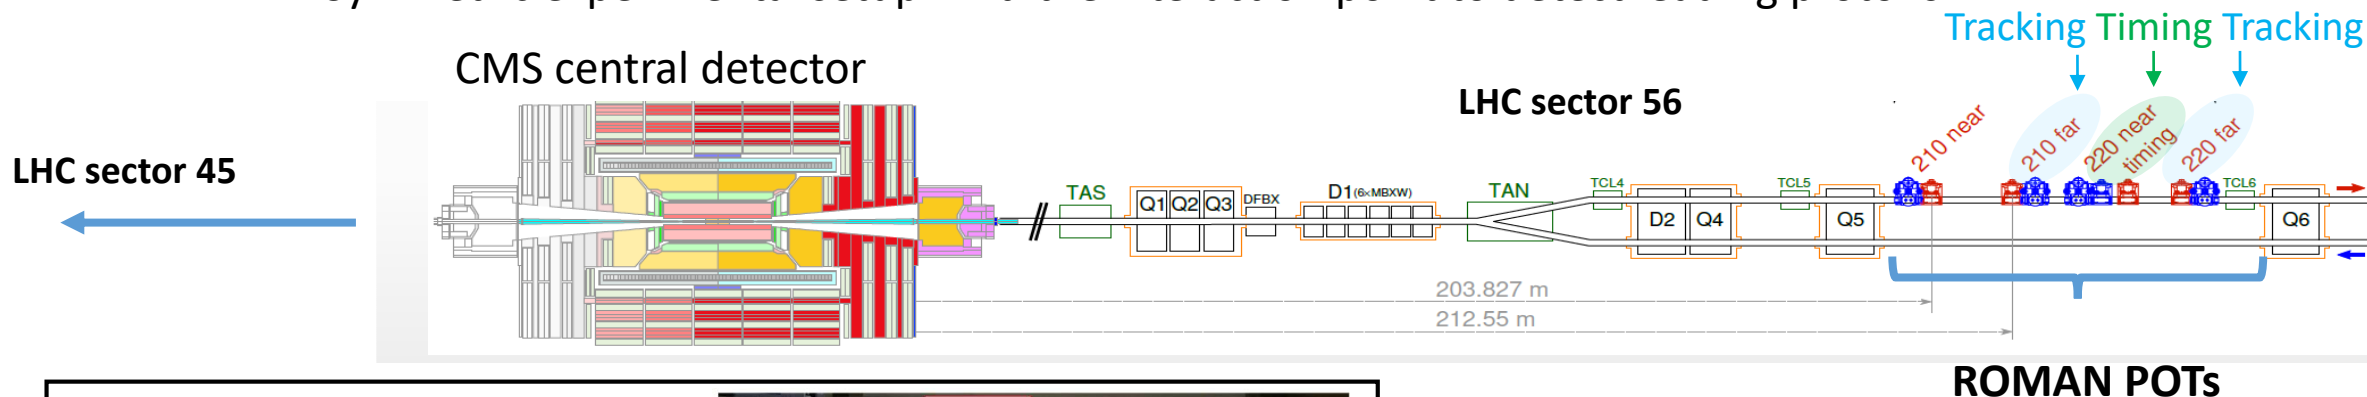 Tracking Timing Tracking
CMS central detector
LHC sector 56
LHC sector 45
210 near
210 far
220 near
timing
220 far
TAS
Q1 Q2 Q3
DFBX
D1(6×MBXW)
TAN
TCL4
D2 Q4
TCL5
Q5
TCL6
Q6
203.827 m
212.55 m
ROMAN POTs